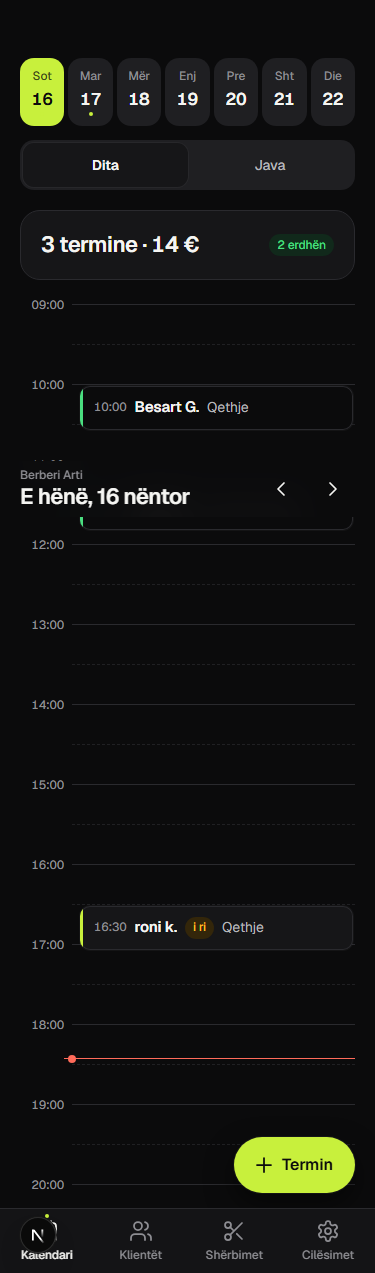 Sot Mar Mër Enj Pre Sht Die
16 17 18 19 20 21 22
Dita Java
3 termine · 14 € 2 erdhën
09:00
10:00
10:00 Besart G. Qethje
Berberi Arti
E hënë, 16 nëntor
12:00
13:00
14:00
15:00
16:00
16:30 roni k. i ri Qethje
17:00
18:00
19:00
+ Termin
20:00
N
Kalendari Klientët Shërbimet Cilësimet